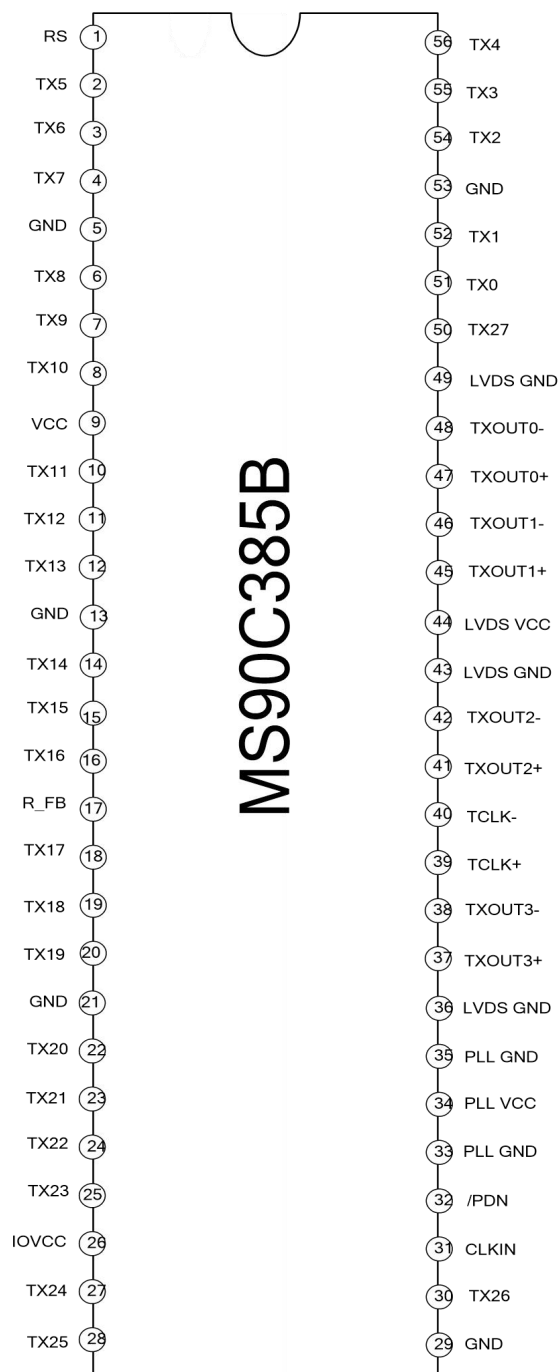 RS 1
TX5 2
TX6 3
TX7 4
GND 5
TX8 6
TX9 7
TX10 8
VCC 9
TX11 10
TX12 11
TX13 12
GND 13
TX14 14
TX15 15
TX16 16
R_FB 17
TX17 18
TX18 19
TX19 20
GND 21
TX20 22
TX21 23
TX22 24
TX23 25
IOVCC 26
TX24 27
TX25 28
MS90C385B
56 TX4
55 TX3
54 TX2
53 GND
52 TX1
51 TX0
50 TX27
49 LVDS GND
48 TXOUT0-
47 TXOUT0+
46 TXOUT1-
45 TXOUT1+
44 LVDS VCC
43 LVDS GND
42 TXOUT2-
41 TXOUT2+
40 TCLK-
39 TCLK+
38 TXOUT3-
37 TXOUT3+
36 LVDS GND
35 PLL GND
34 PLL VCC
33 PLL GND
32 /PDN
31 CLKIN
30 TX26
29 GND